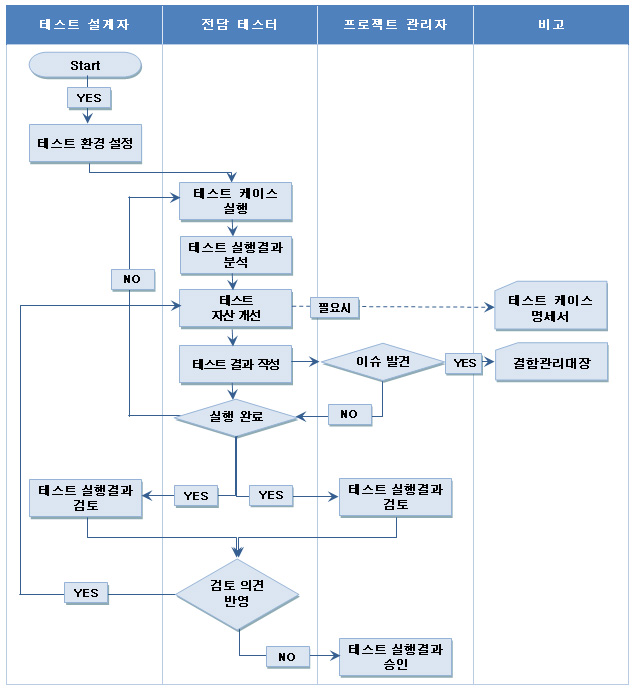 테스트 설계자
전담 테스터
프로젝트 관리자
비고
Start
YES
테스트 환경 설정
테스트 케이스
실행
테스트 실행결과
분석
NO
테스트
자산 개선
필요시
테스트 케이스
명세서
테스트 결과 작성
이슈 발견
YES
결함관리대장
실행 완료
NO
테스트 실행결과
검토
YES
YES
테스트 실행결과
검토
검토 의견
반영
YES
NO
테스트 실행결과
승인